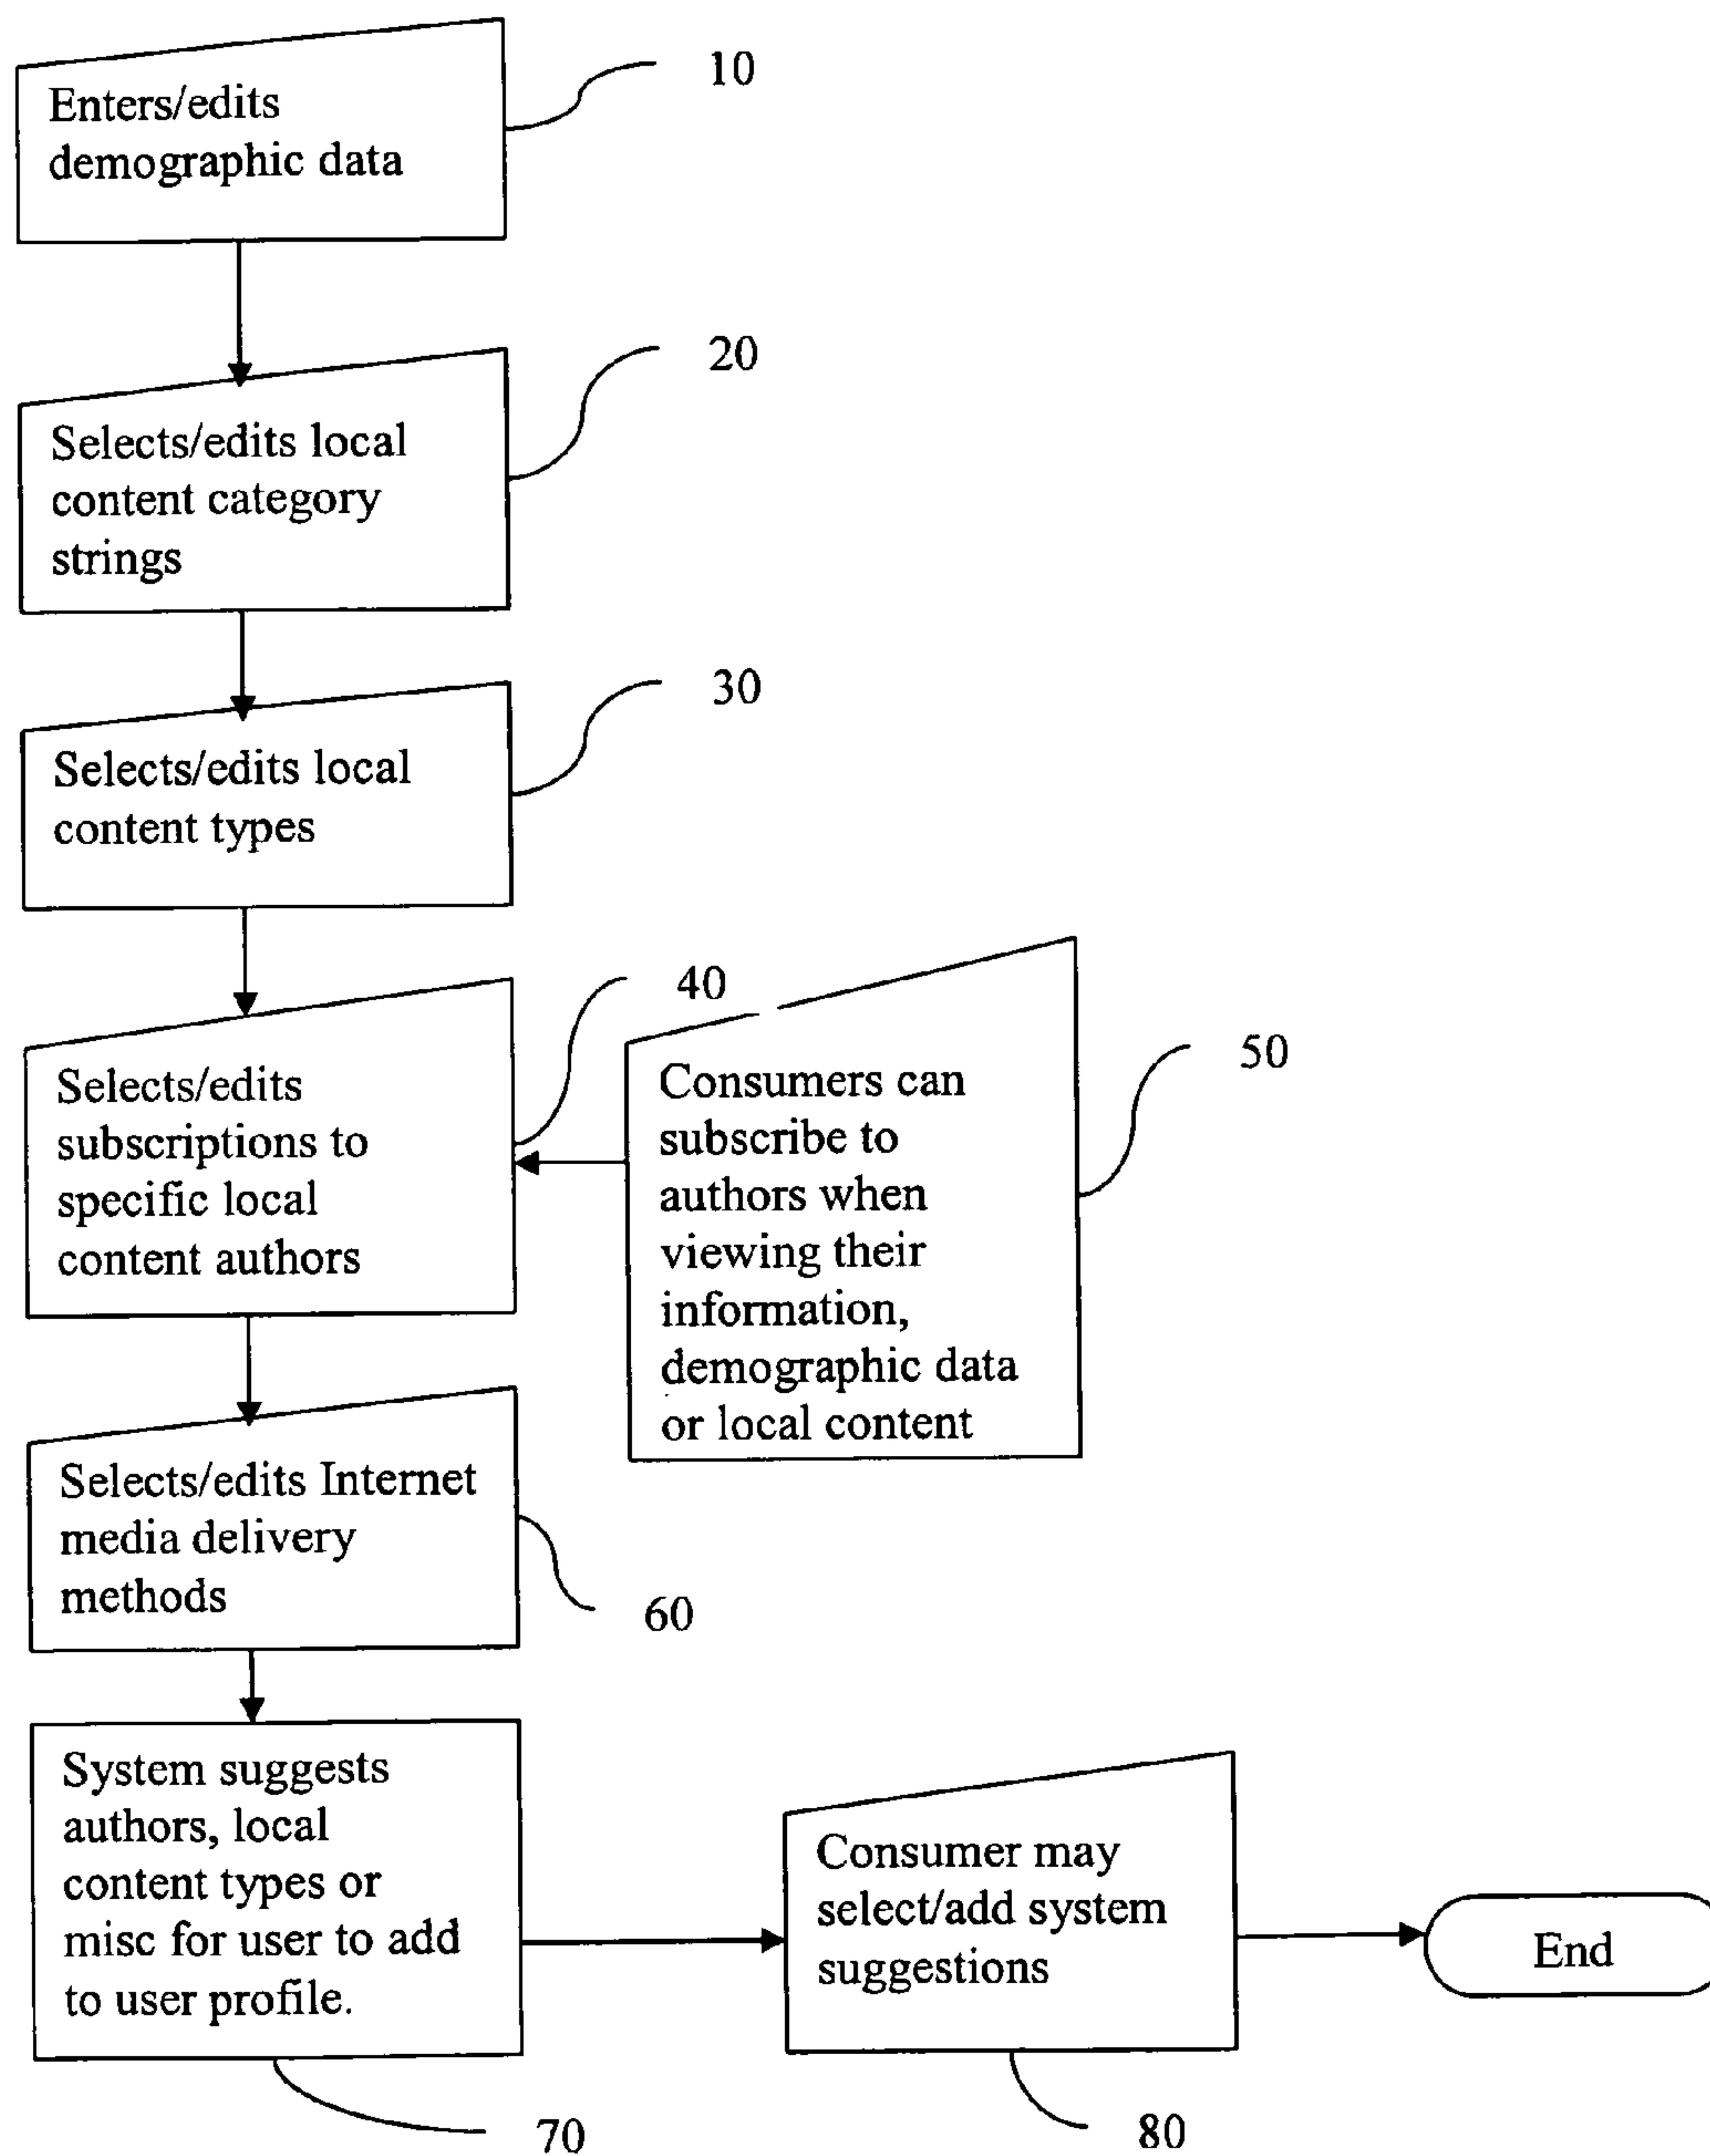 Enters/edits
demographic data
10
Selects/edits local
content category
strings
20
Selects/edits local
content types
30
Selects/edits
subscriptions to
specific local
content authors
40
Consumers can
subscribe to
authors when
viewing their
information,
demographic data
or local content
50
Selects/edits Internet
media delivery
methods
60
System suggests
authors, local
content types or
misc for user to add
to user profile.
70
Consumer may
select/add system
suggestions
80
End